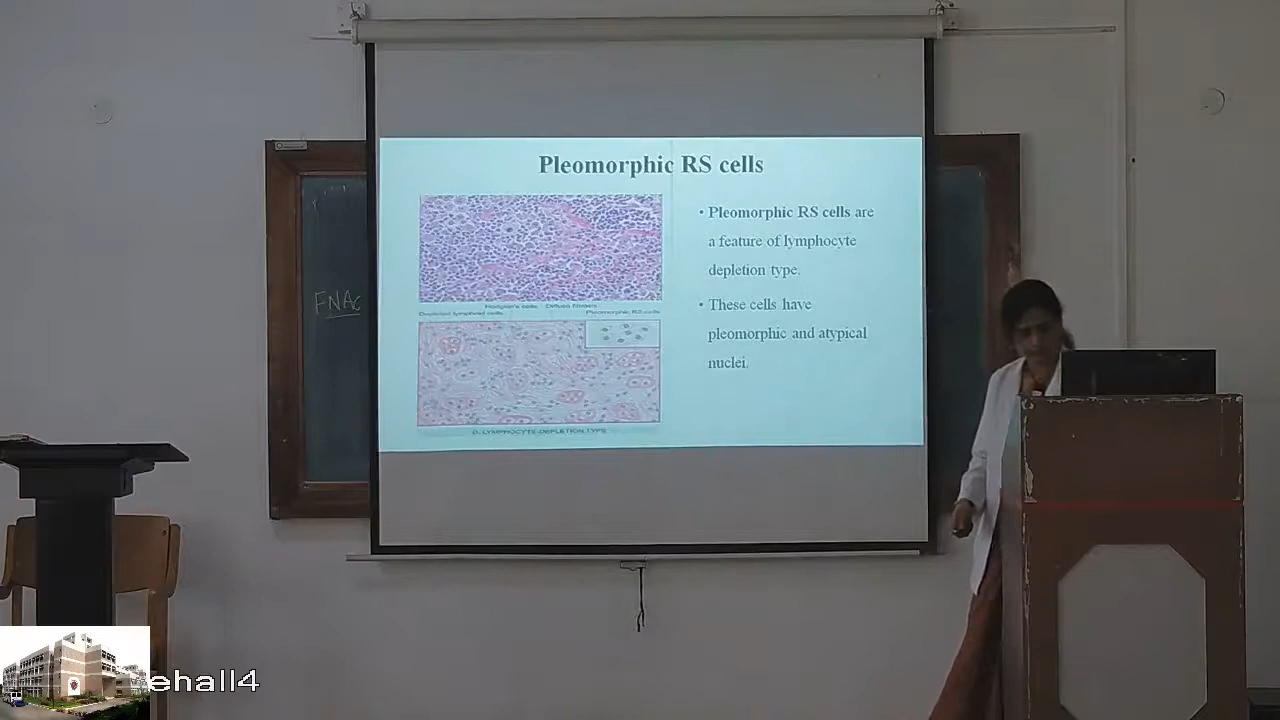 Pleomorphic RS cells
• Pleomorphic RS cells are
a feature of lymphocyte
depletion type.
• These cells have
pleomorphic and atypical
nuclei.
Hodgkin's cells Diffuse fibrosis
Depleted lymphoid cells Pleomorphic RS cells
D. LYMPHOCYTE-DEPLETION TYPE
FNAC
ehall4